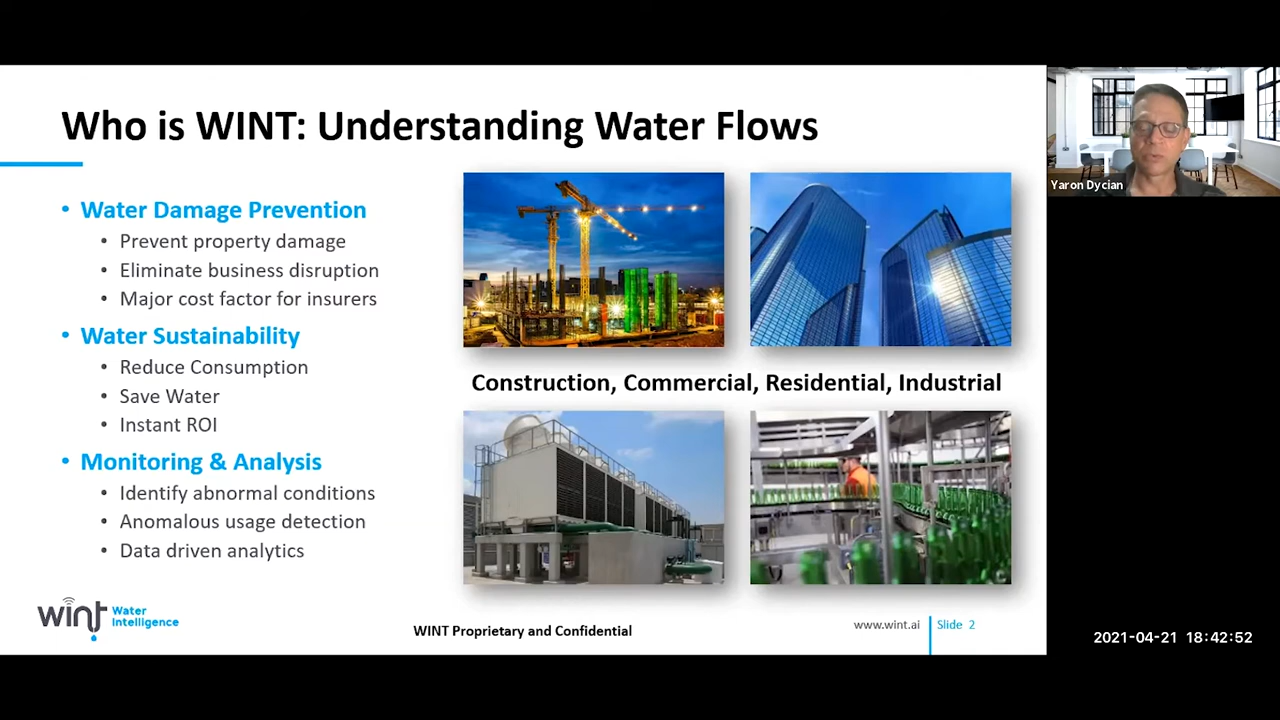 Who is WINT: Understanding Water Flows
• Water Damage Prevention
• Prevent property damage
• Eliminate business disruption
• Major cost factor for insurers
• Water Sustainability
• Reduce Consumption
• Save Water
• Instant ROI
• Monitoring & Analysis
• Identify abnormal conditions
• Anomalous usage detection
• Data driven analytics
Construction, Commercial, Residential, Industrial
wint Water
Intelligence
WINT Proprietary and Confidential
www.wint.ai
Slide 2
Yaron Dycian
2021-04-21 18:42:52